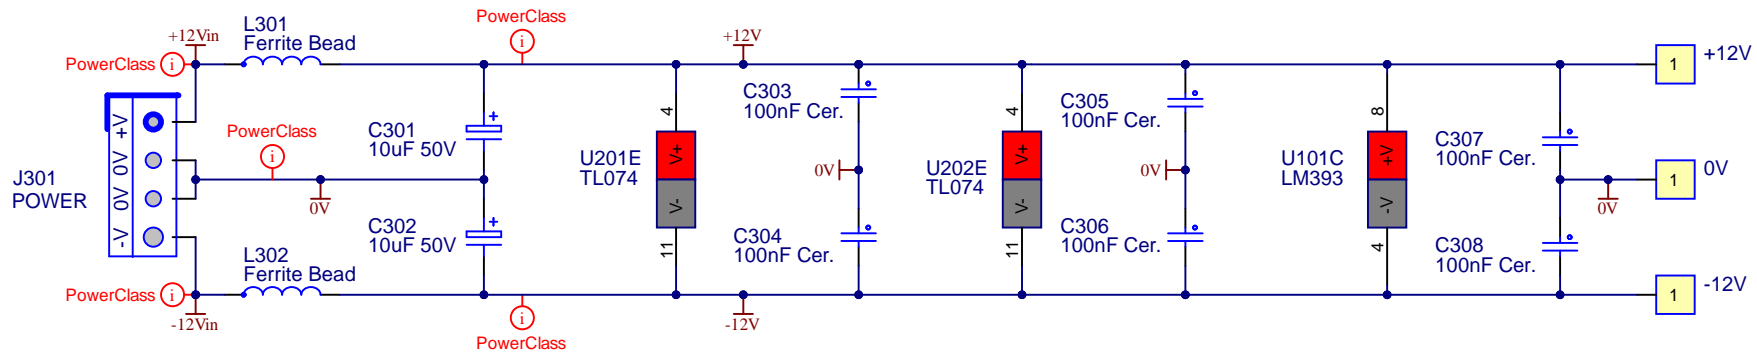 PowerClass
i
L301
Ferrite Bead
+12Vin
+12V
PowerClass
i
+12V
1
C303
100nF Cer.
C305
100nF Cer.
4
4
8
+V
0V
0V
-V
PowerClass
i
C301
10uF 50V
+
U201E
TL074
V+
V-
0V
U202E
TL074
V+
V-
0V
U101C
LM393
+V
-V
C307
100nF Cer.
1
0V
J301
POWER
0V
0V
C302
10uF 50V
+
C304
100nF Cer.
C306
100nF Cer.
C308
100nF Cer.
11
11
4
L302
Ferrite Bead
PowerClass
i
-12Vin
i
PowerClass
-12V
1
-12V